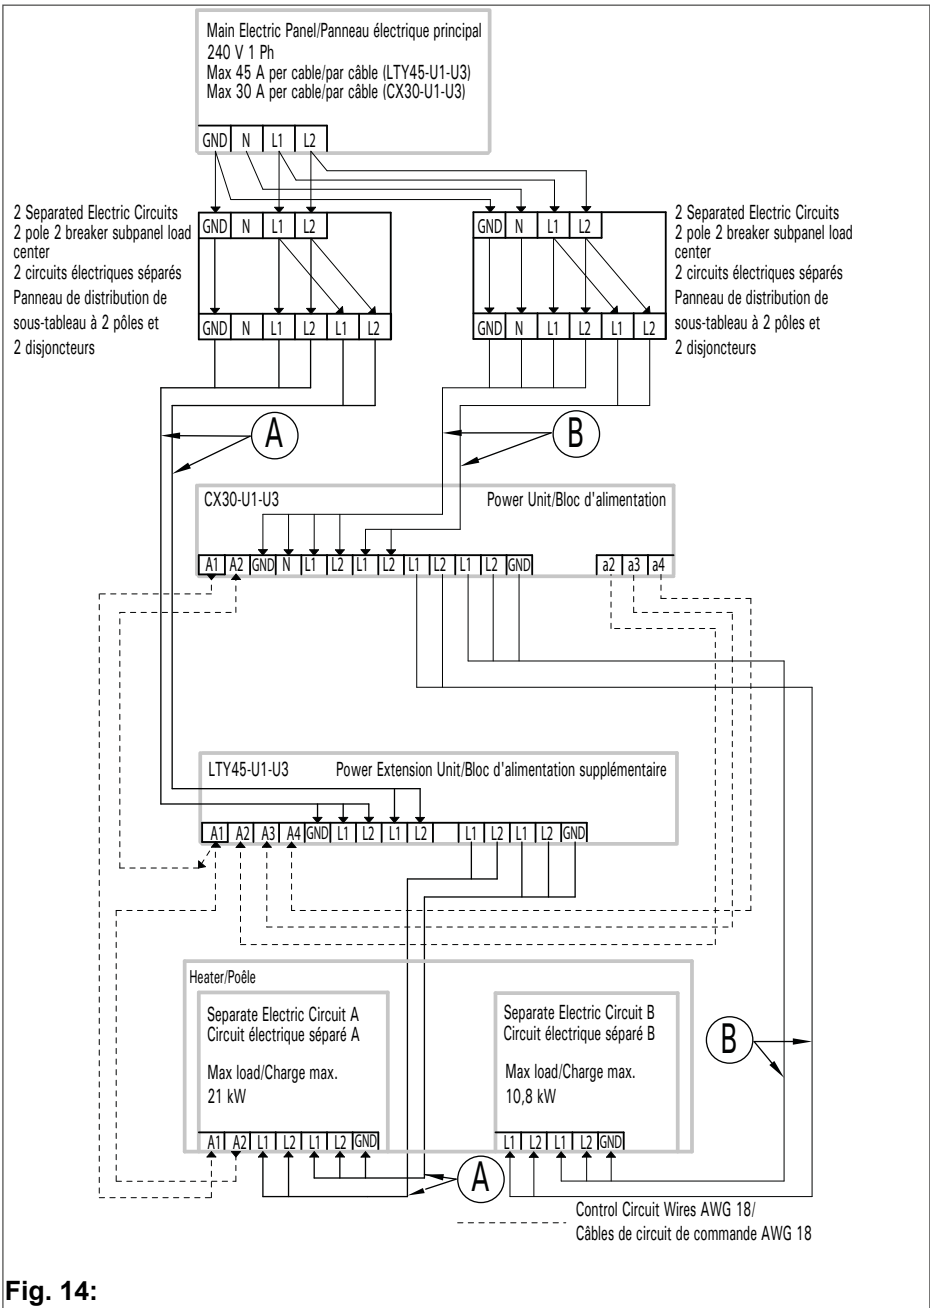 Main Electric Panel/Panneau électrique principal
240 V 1 Ph
Max 45 A per cable/par câble (LTY45-U1-U3)
Max 30 A per cable/par câble (CX30-U1-U3)
GND N L1 L2
2 Separated Electric Circuits
2 pole 2 breaker subpanel load
center
2 circuits électriques séparés
Panneau de distribution de
sous-tableau à 2 pôles et
2 disjoncteurs
GND N L1 L2
GND N L1 L2 L1 L2
GND N L1 L2
GND N L1 L2 L1 L2
2 Separated Electric Circuits
2 pole 2 breaker subpanel load
center
2 circuits électriques séparés
Panneau de distribution de
sous-tableau à 2 pôles et
2 disjoncteurs
A
B
CX30-U1-U3
Power Unit/Bloc d'alimentation
A1 A2 GND N L1 L2 L1 L2 L1 L2 L1 L2 GND
a2 a3 a4
LTY45-U1-U3
Power Extension Unit/Bloc d'alimentation supplémentaire
A1 A2 A3 A4 GND L1 L2 L1 L2 L1 L2 L1 L2 GND
Heater/Poêle
Separate Electric Circuit A
Circuit électrique séparé A
Max load/Charge max.
21 kW
A1 A2 L1 L2 L1 L2 GND
Separate Electric Circuit B
Circuit électrique séparé B
Max load/Charge max.
10,8 kW
L1 L2 L1 L2 GND
B
A
Control Circuit Wires AWG 18/
Câbles de circuit de commande AWG 18
Fig. 14: